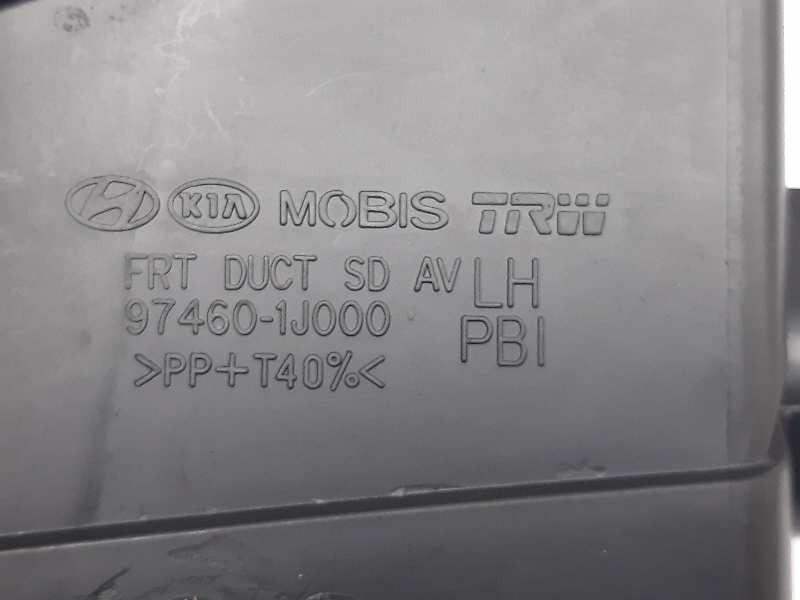 KIA MOBIS TRW
FRT DUCT SD AV LH
97460-1J000 PBI
>PP+T40%<